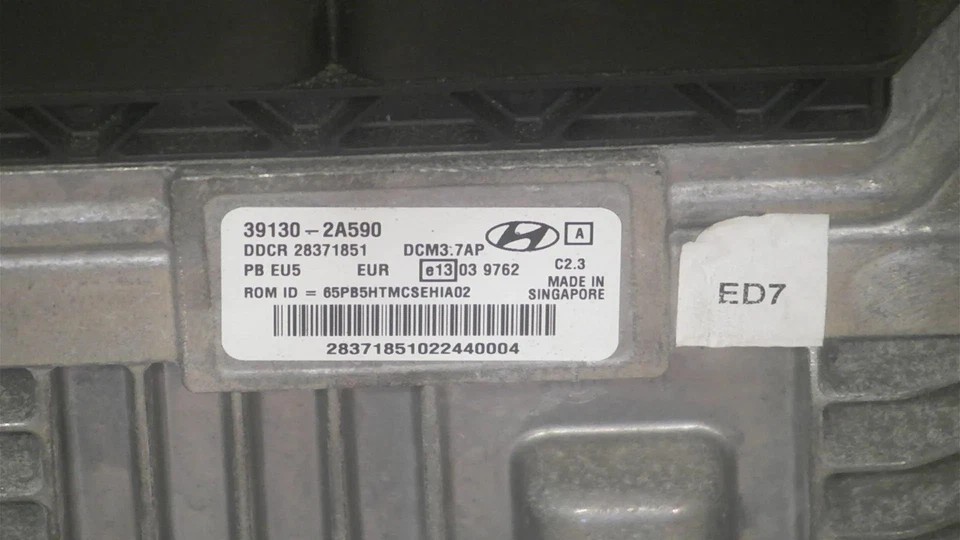 39130-2A590
DDCR 28371851 DCM3.7AP A
PB EU5 EUR e13 03 9762 C2.3
ROM ID = 65PB5HTMCSEHIA02 MADE IN
SINGAPORE
28371851022440004
ED7